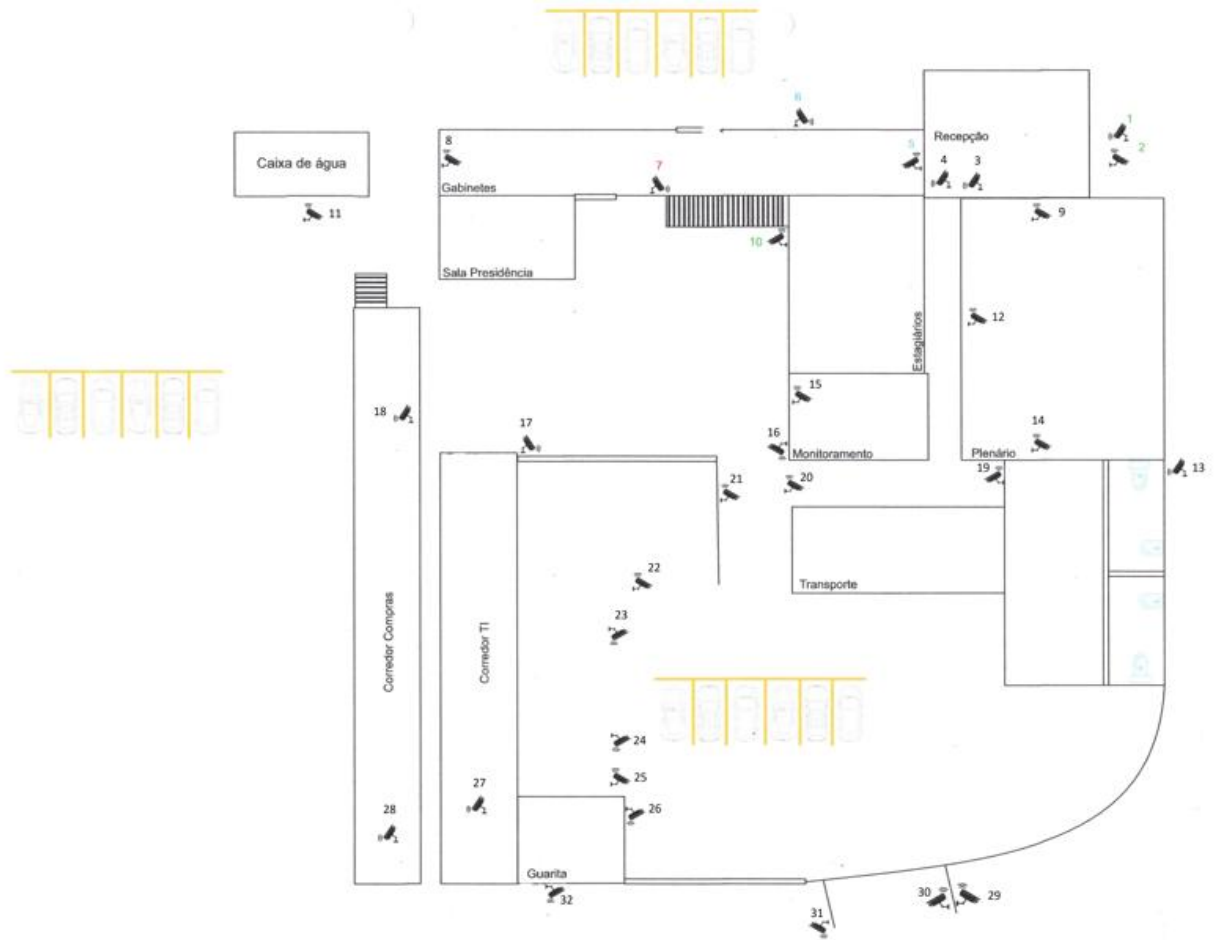 6
1
Recepção
2
8
5
7
4
3
Caixa de água
Gabinetes
11
9
10
Sala Presidência
12
Estagiários
15
18
17
16
14
Monitoramento
Plenário
13
19
21
20
22
Transporte
23
Corredor Compras
Corredor TI
24
25
27
26
28
Guarita
32
30
29
31